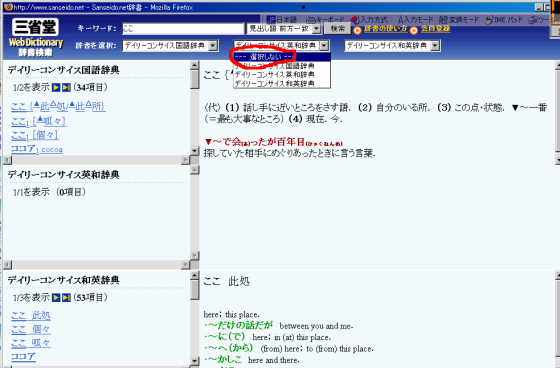 http://www.sanseido.net - Sanseido.net辞書 - Mozilla Firefox
日本語 キーボード 入力方式 入力モード 変換モード IMEパッド
三省堂
Web Dictionary
辞書検索
キーワード: ここ 見出し語 前方一致 検索 辞書の使い方 会員登録
辞書を選択: デイリーコンサイス国語辞典 デイリーコンサイス英和辞典 デイリーコンサイス和英辞典
--- 選択しない ---
デイリーコンサイス国語辞典
デイリーコンサイス英和辞典
デイリーコンサイス和英辞典
デイリーコンサイス国語辞典
1/2を表示 (34項目)
ここ [▲此▲処/▲此▲所]
ここ [▲呱々]
ここ [個々]
ココア cocoa
ここ {▲
〈代〉 (1) 話し手に近いところをさす語. (2) 自分のいる所. (3) この点・状態. ▼～一番
(＝最も大事なところ) (4) 現在. 今.
▼～で会(あ)ったが百年目(ひゃくねんめ)
探していた相手にめぐりあったときに言う言葉.
デイリーコンサイス英和辞典
1/1を表示 (0項目)
デイリーコンサイス和英辞典
1/3を表示 (53項目)
ここ 此処
ここ 個々
ここ 呱々
ココア
ここ 此処
here; this place.
・～だけの話だが between you and me.
・～に(で) here; in (at) this place.
・～へ(から) (from) here; to (from) this place.
・～かしこ here and there.